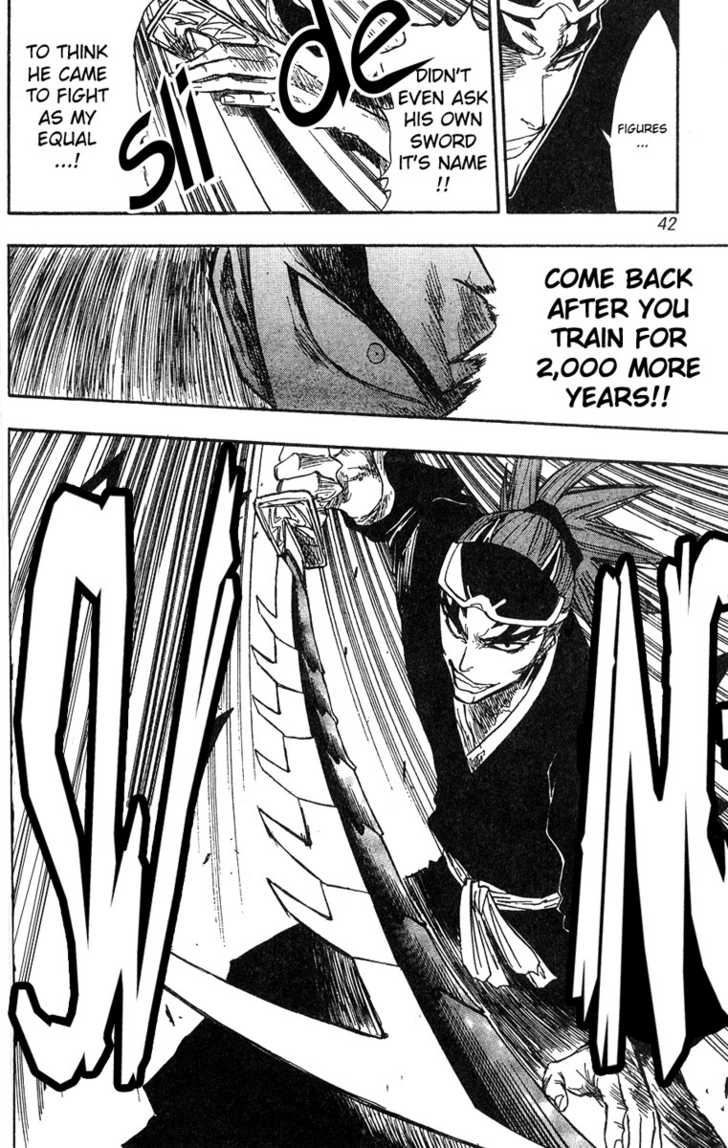 FIGURES
...
DIDN'T
EVEN ASK
HIS OWN
SWORD
IT'S NAME
!!
slide
TO THINK
HE CAME
TO FIGHT
AS MY
EQUAL
...!
42
COME BACK
AFTER YOU
TRAIN FOR
2,000 MORE
YEARS!!
SW